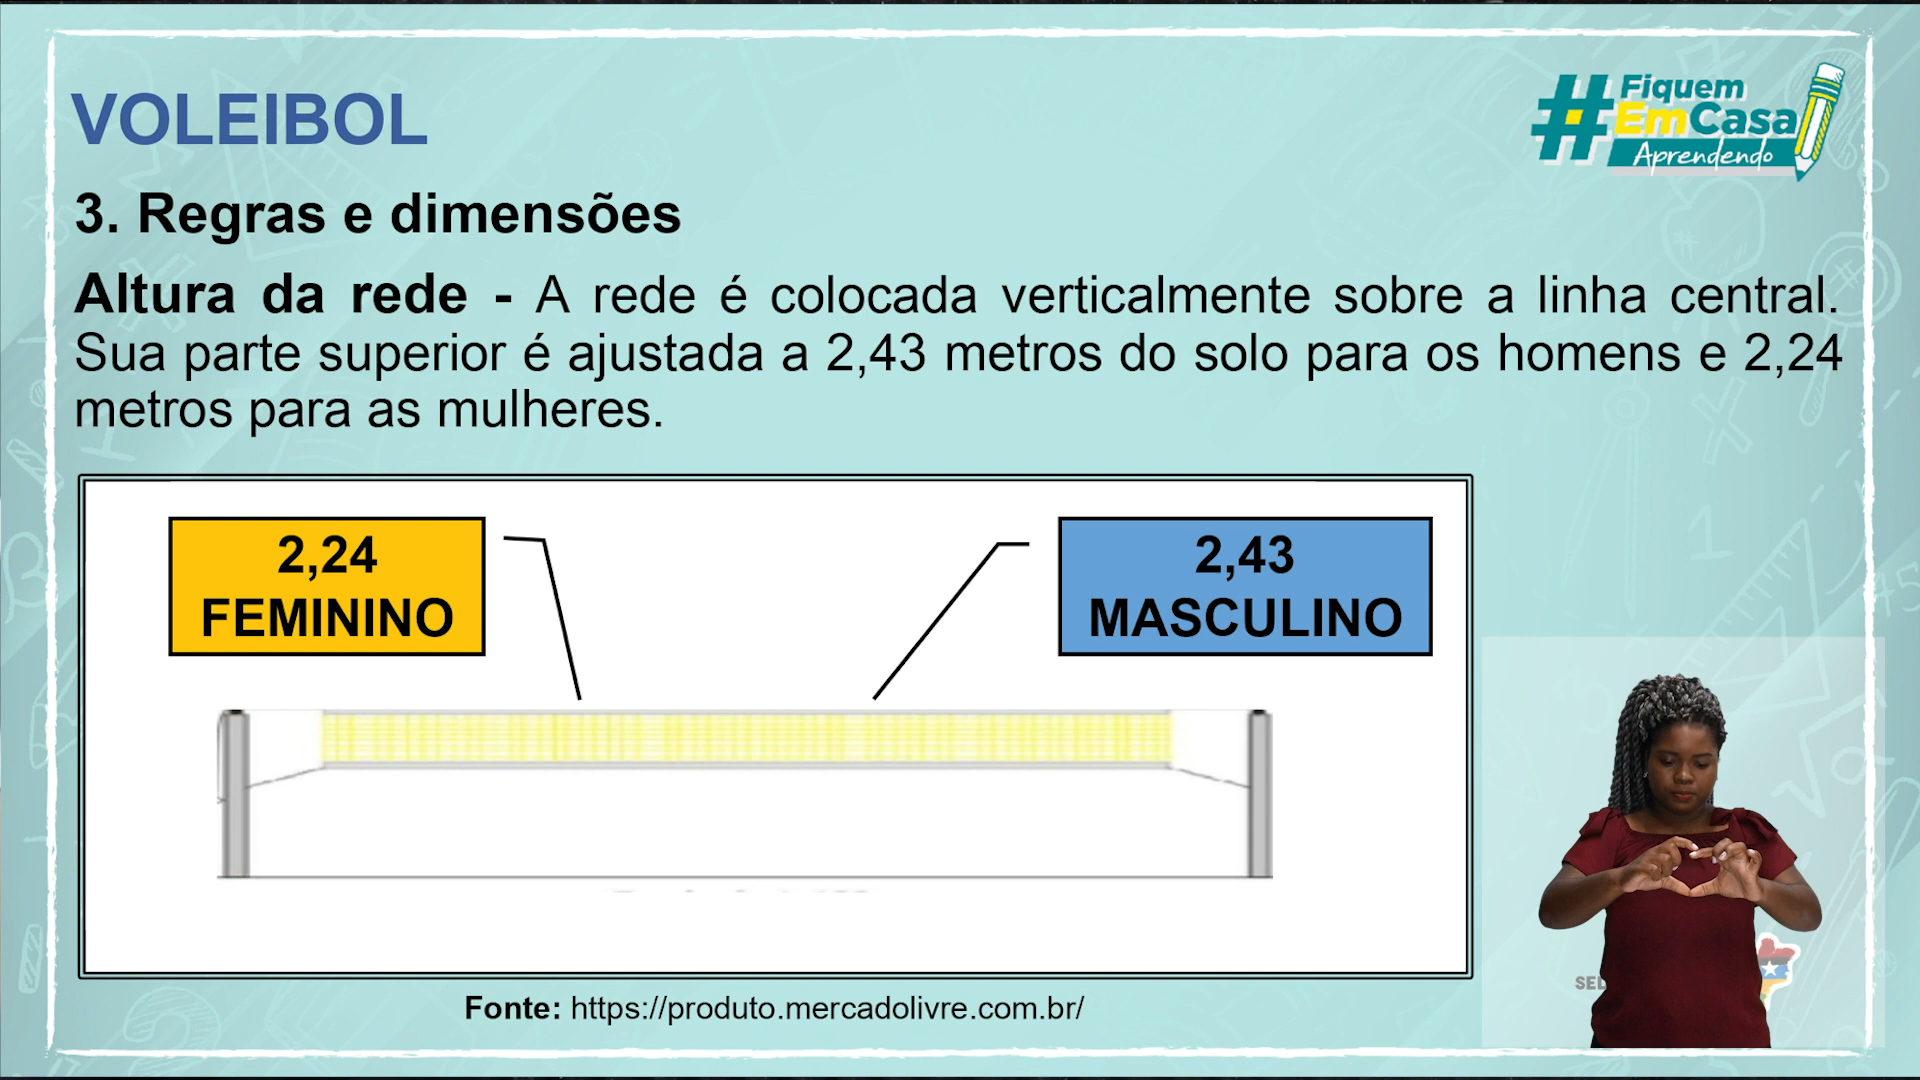 VOLEIBOL
#Fiquem
EmCasa
Aprendendo
3. Regras e dimensões
Altura da rede - A rede é colocada verticalmente sobre a linha central.
Sua parte superior é ajustada a 2,43 metros do solo para os homens e 2,24
metros para as mulheres.
2,24
FEMININO
2,43
MASCULINO
Fonte: https://produto.mercadolivre.com.br/